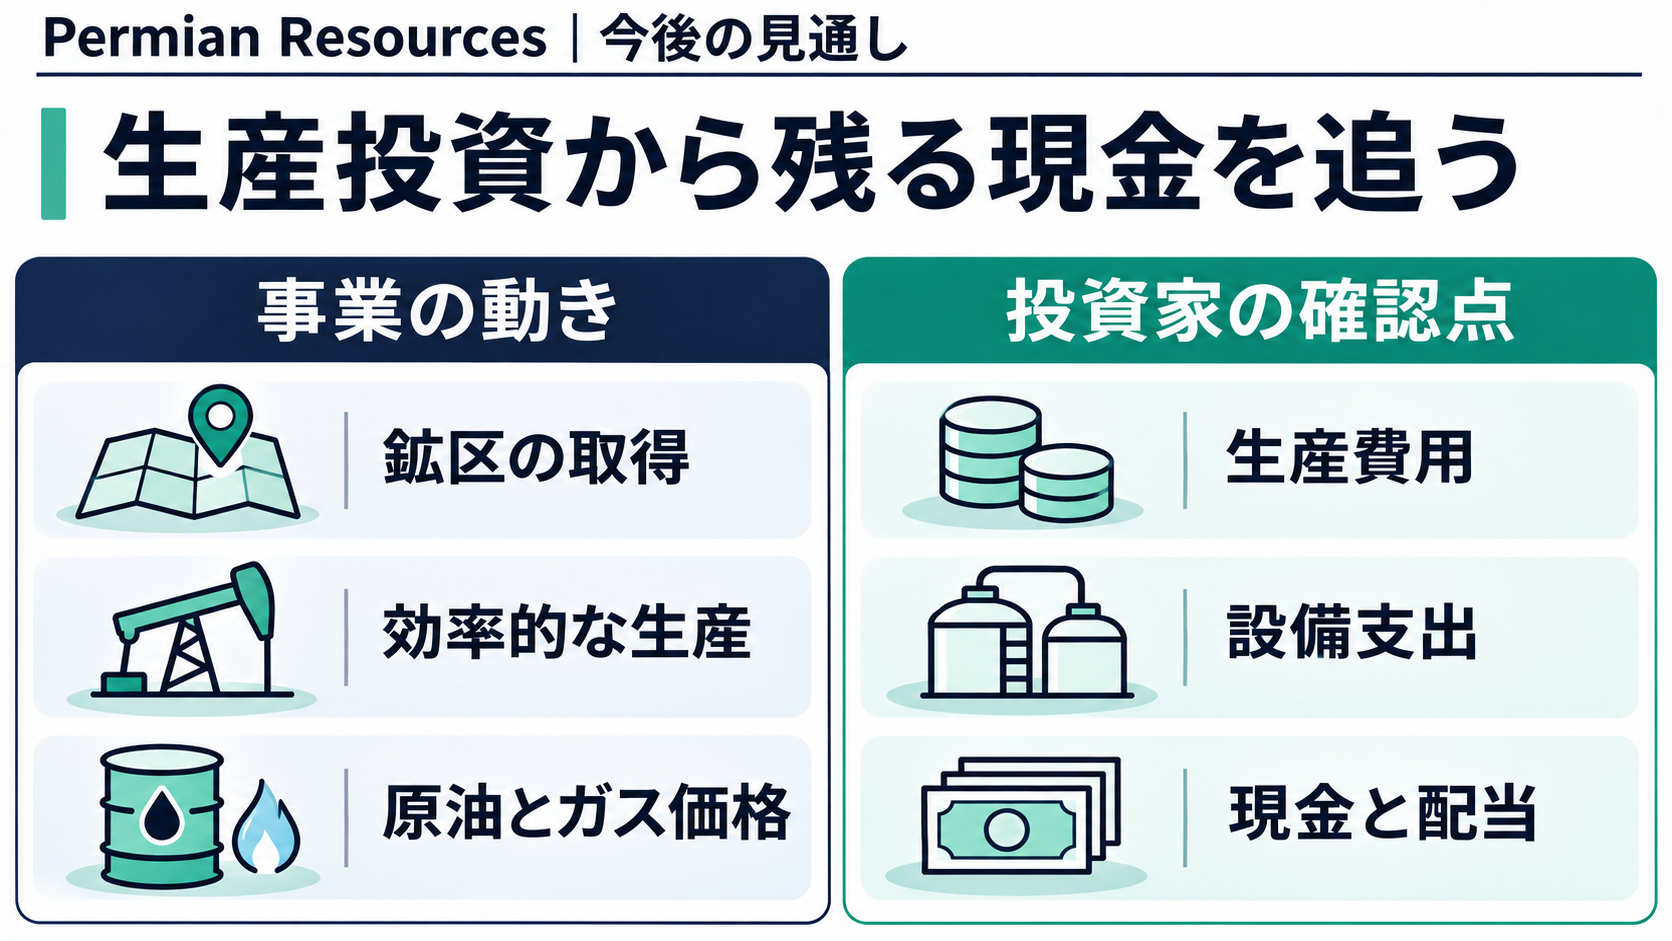 Permian Resources｜今後の見通し
生産投資から残る現金を追う
事業の動き
鉱区の取得
効率的な生産
原油とガス価格
投資家の確認点
生産費用
設備支出
現金と配当